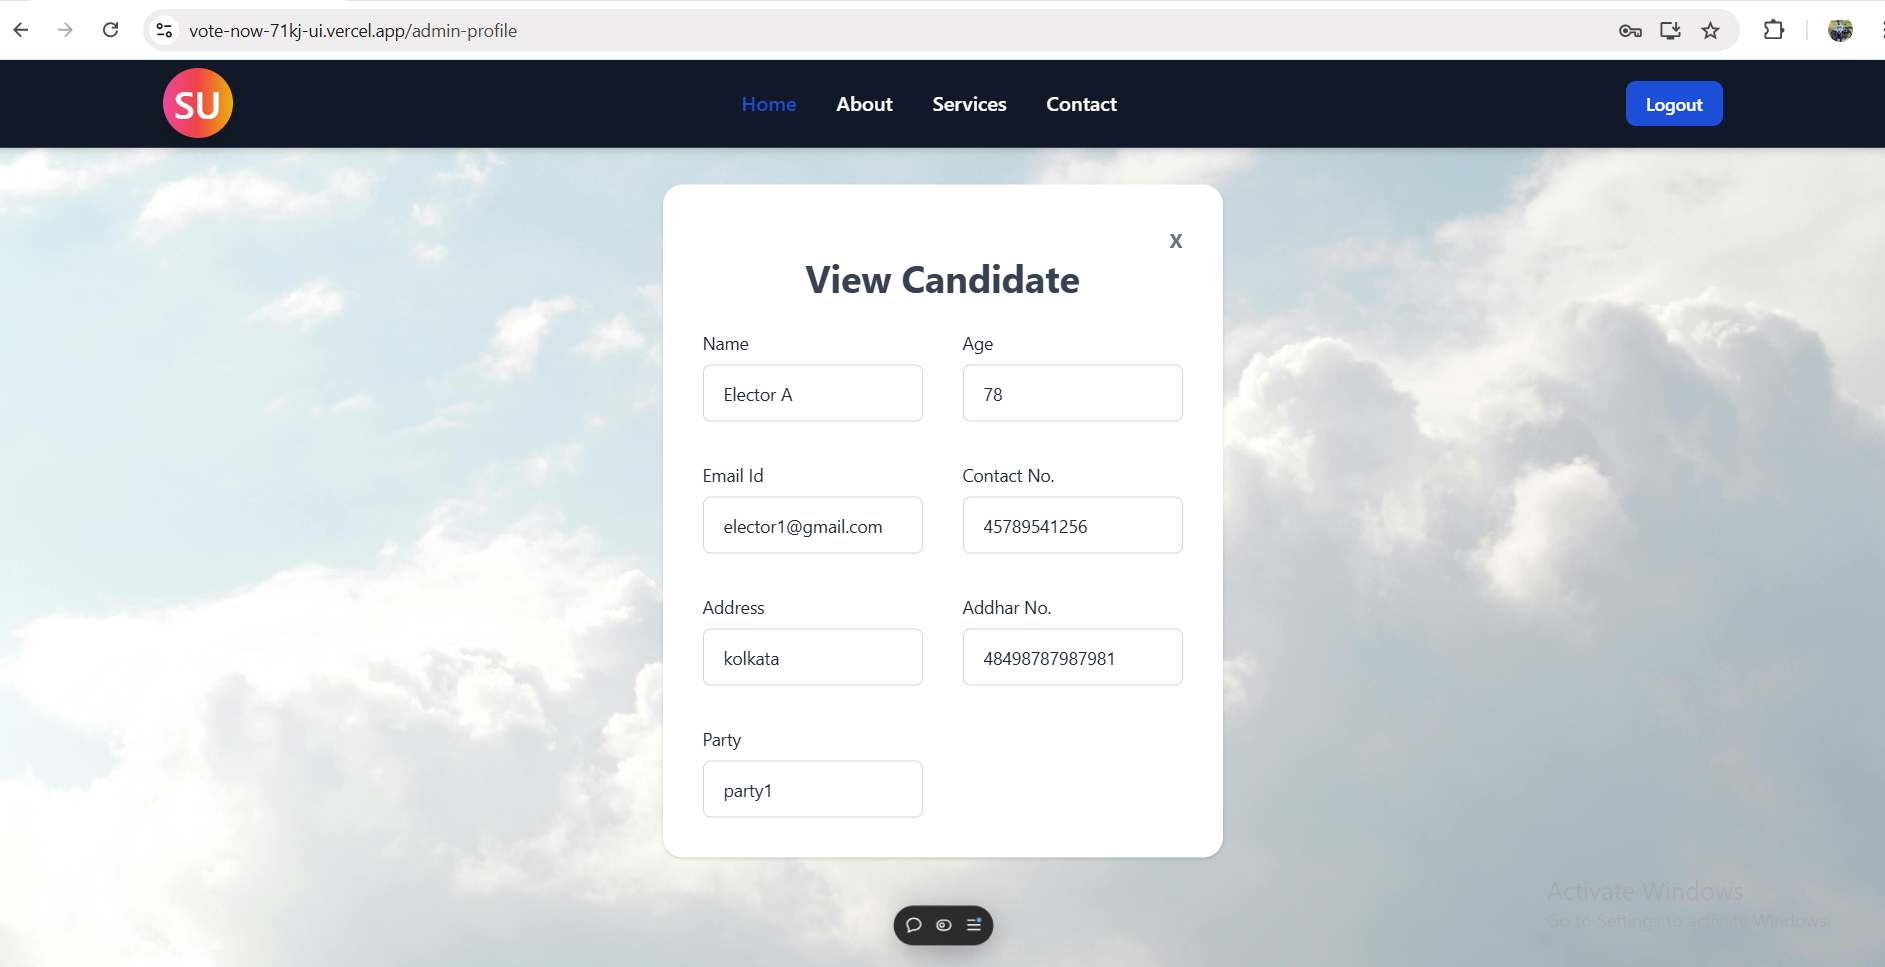 vote-now-71kj-ui.vercel.app/admin-profile
SU
Home About Services Contact
Logout
X
View Candidate
Name Age
Elector A 78
Email Id Contact No.
elector1@gmail.com 45789541256
Address Addhar No.
kolkata 48498787987981
Party
party1
Activate Windows
Go to Settings to activate Windows.